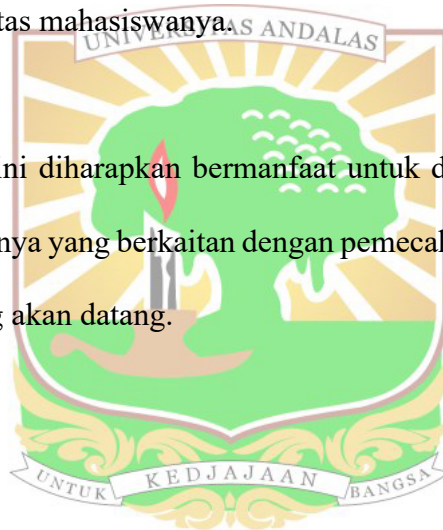 tas mahasiswanya.
UNIVERSITAS ANDALAS
ini diharapkan bermanfaat untuk d
nya yang berkaitan dengan pemecal
g akan datang.
UNTUK KEDJAJAAN BANGSA